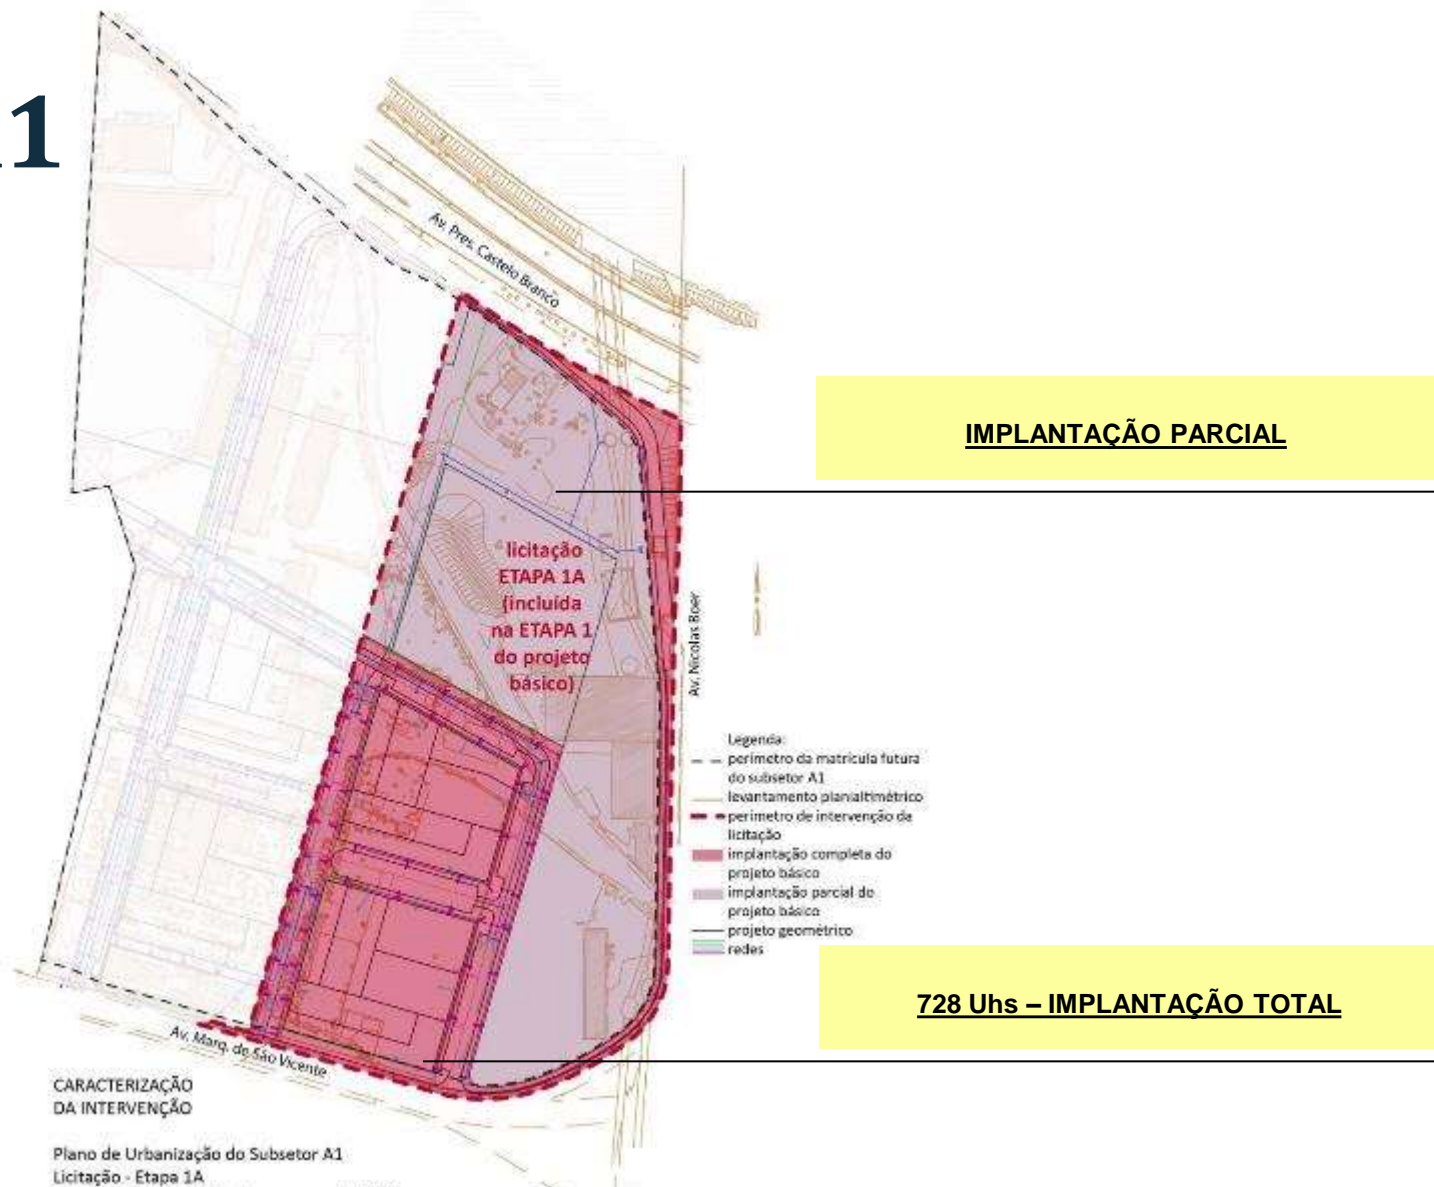 1
Av. Pres. Castelo Branco
IMPLANTAÇÃO PARCIAL
licitação
ETAPA 1A
(incluída
na ETAPA 1
do projeto
básico)
Av. Nicolas Boer
Legenda:
perímetro da matrícula futura
do subsetor A1
levantamento planialtimétrico
perímetro de intervenção da
licitação
implantação completa do
projeto básico
implantação parcial do
projeto básico
projeto geométrico
redes
728 Uhs – IMPLANTAÇÃO TOTAL
Av. Marq. de São Vicente
CARACTERIZAÇÃO
DA INTERVENÇÃO
Plano de Urbanização do Subsetor A1
Licitação - Etapa 1A